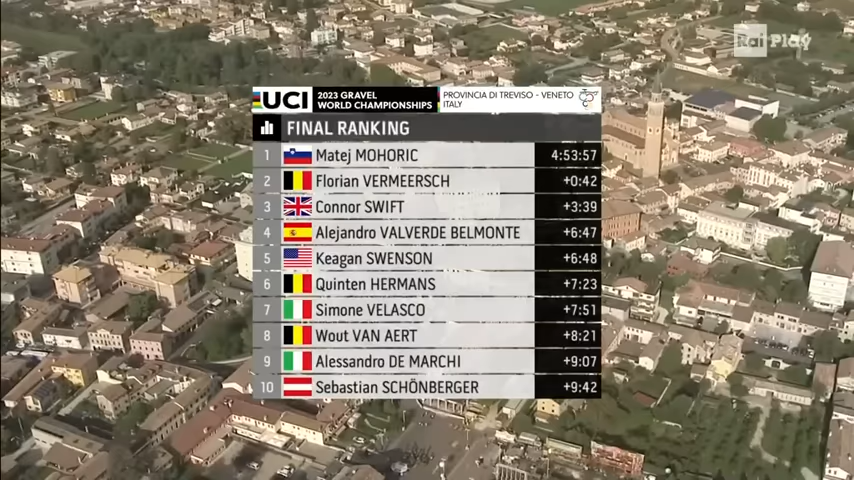 Rai Play
UCI 2023 GRAVEL WORLD CHAMPIONSHIPS PROVINCIA DI TREVISO - VENETO ITALY
FINAL RANKING
1 Matej MOHORIC 4:53:57
2 Florian VERMEERSCH +0:42
3 Connor SWIFT +3:39
4 Alejandro VALVERDE BELMONTE +6:47
5 Keagan SWENSON +6:48
6 Quinten HERMANS +7:23
7 Simone VELASCO +7:51
8 Wout VAN AERT +8:21
9 Alessandro DE MARCHI +9:07
10 Sebastian SCHÖNBERGER +9:42